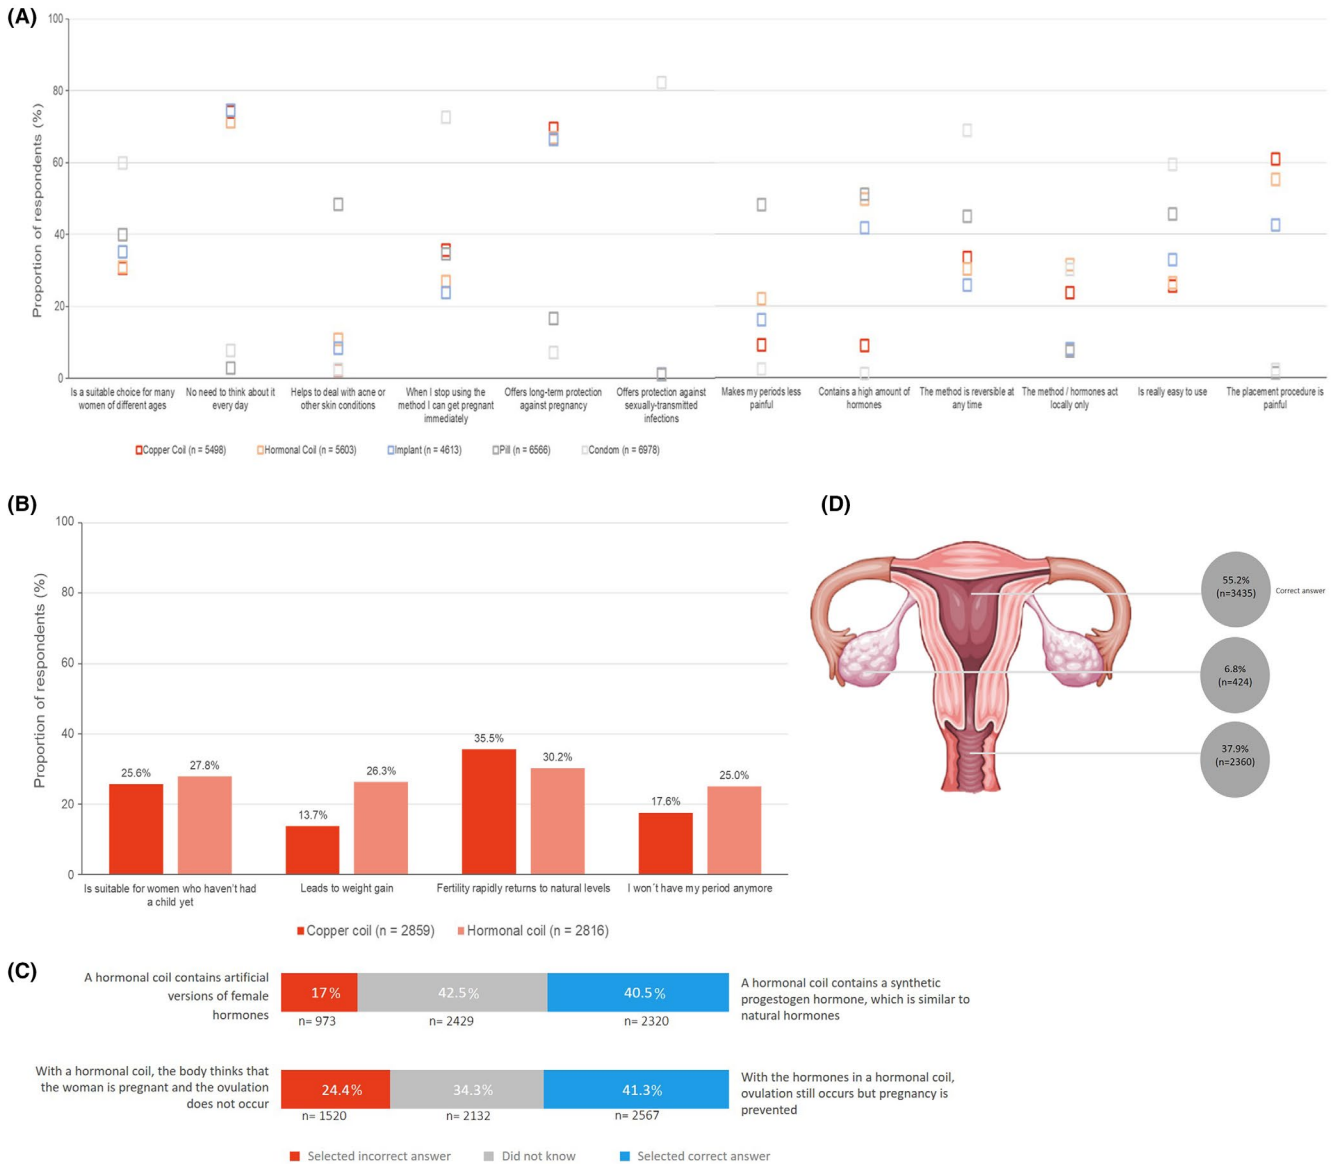 (A)
100
80
60
40
20
0
Proportion of respondents (%)
Is a suitable choice for many
women of different ages
No need to think about it
every day
Helps to deal with acne or
other skin conditions
When I stop using the
method I can get pregnant
immediately
Offers long-term protection
against pregnancy
Offers protection against
sexually-transmitted
infections
Makes my periods less
painful
Contains a high amount of
hormones
The method is reversible at
any time
The method / hormones act
locally only
Is really easy to use
The placement procedure is
painful
Copper Coil (n = 5498)
Hormonal Coil (n = 5603)
Implant (n = 4613)
Pill (n = 6566)
Condom (n = 6978)
(B)
100
80
60
40
20
0
Proportion of respondents (%)
25.6%
27.8%
13.7%
26.3%
35.5%
30.2%
17.6%
25.0%
Is suitable for women who haven't had
a child yet
Leads to weight gain
Fertility rapidly returns to natural levels
I won´t have my period anymore
Copper coil (n = 2859)
Hormonal coil (n = 2816)
(D)
55.2%
(n=3435)
Correct answer
6.8%
(n=424)
37.9%
(n=2360)
(C)
A hormonal coil contains artificial
versions of female
hormones
17%
42.5%
40.5%
n= 973
n= 2429
n= 2320
A hormonal coil contains a synthetic
progestogen hormone, which is similar to
natural hormones
With a hormonal coil, the body thinks that
the woman is pregnant and the ovulation
does not occur
24.4%
34.3%
41.3%
n= 1520
n= 2132
n= 2567
With the hormones in a hormonal coil,
ovulation still occurs but pregnancy is
prevented
Selected incorrect answer
Did not know
Selected correct answer